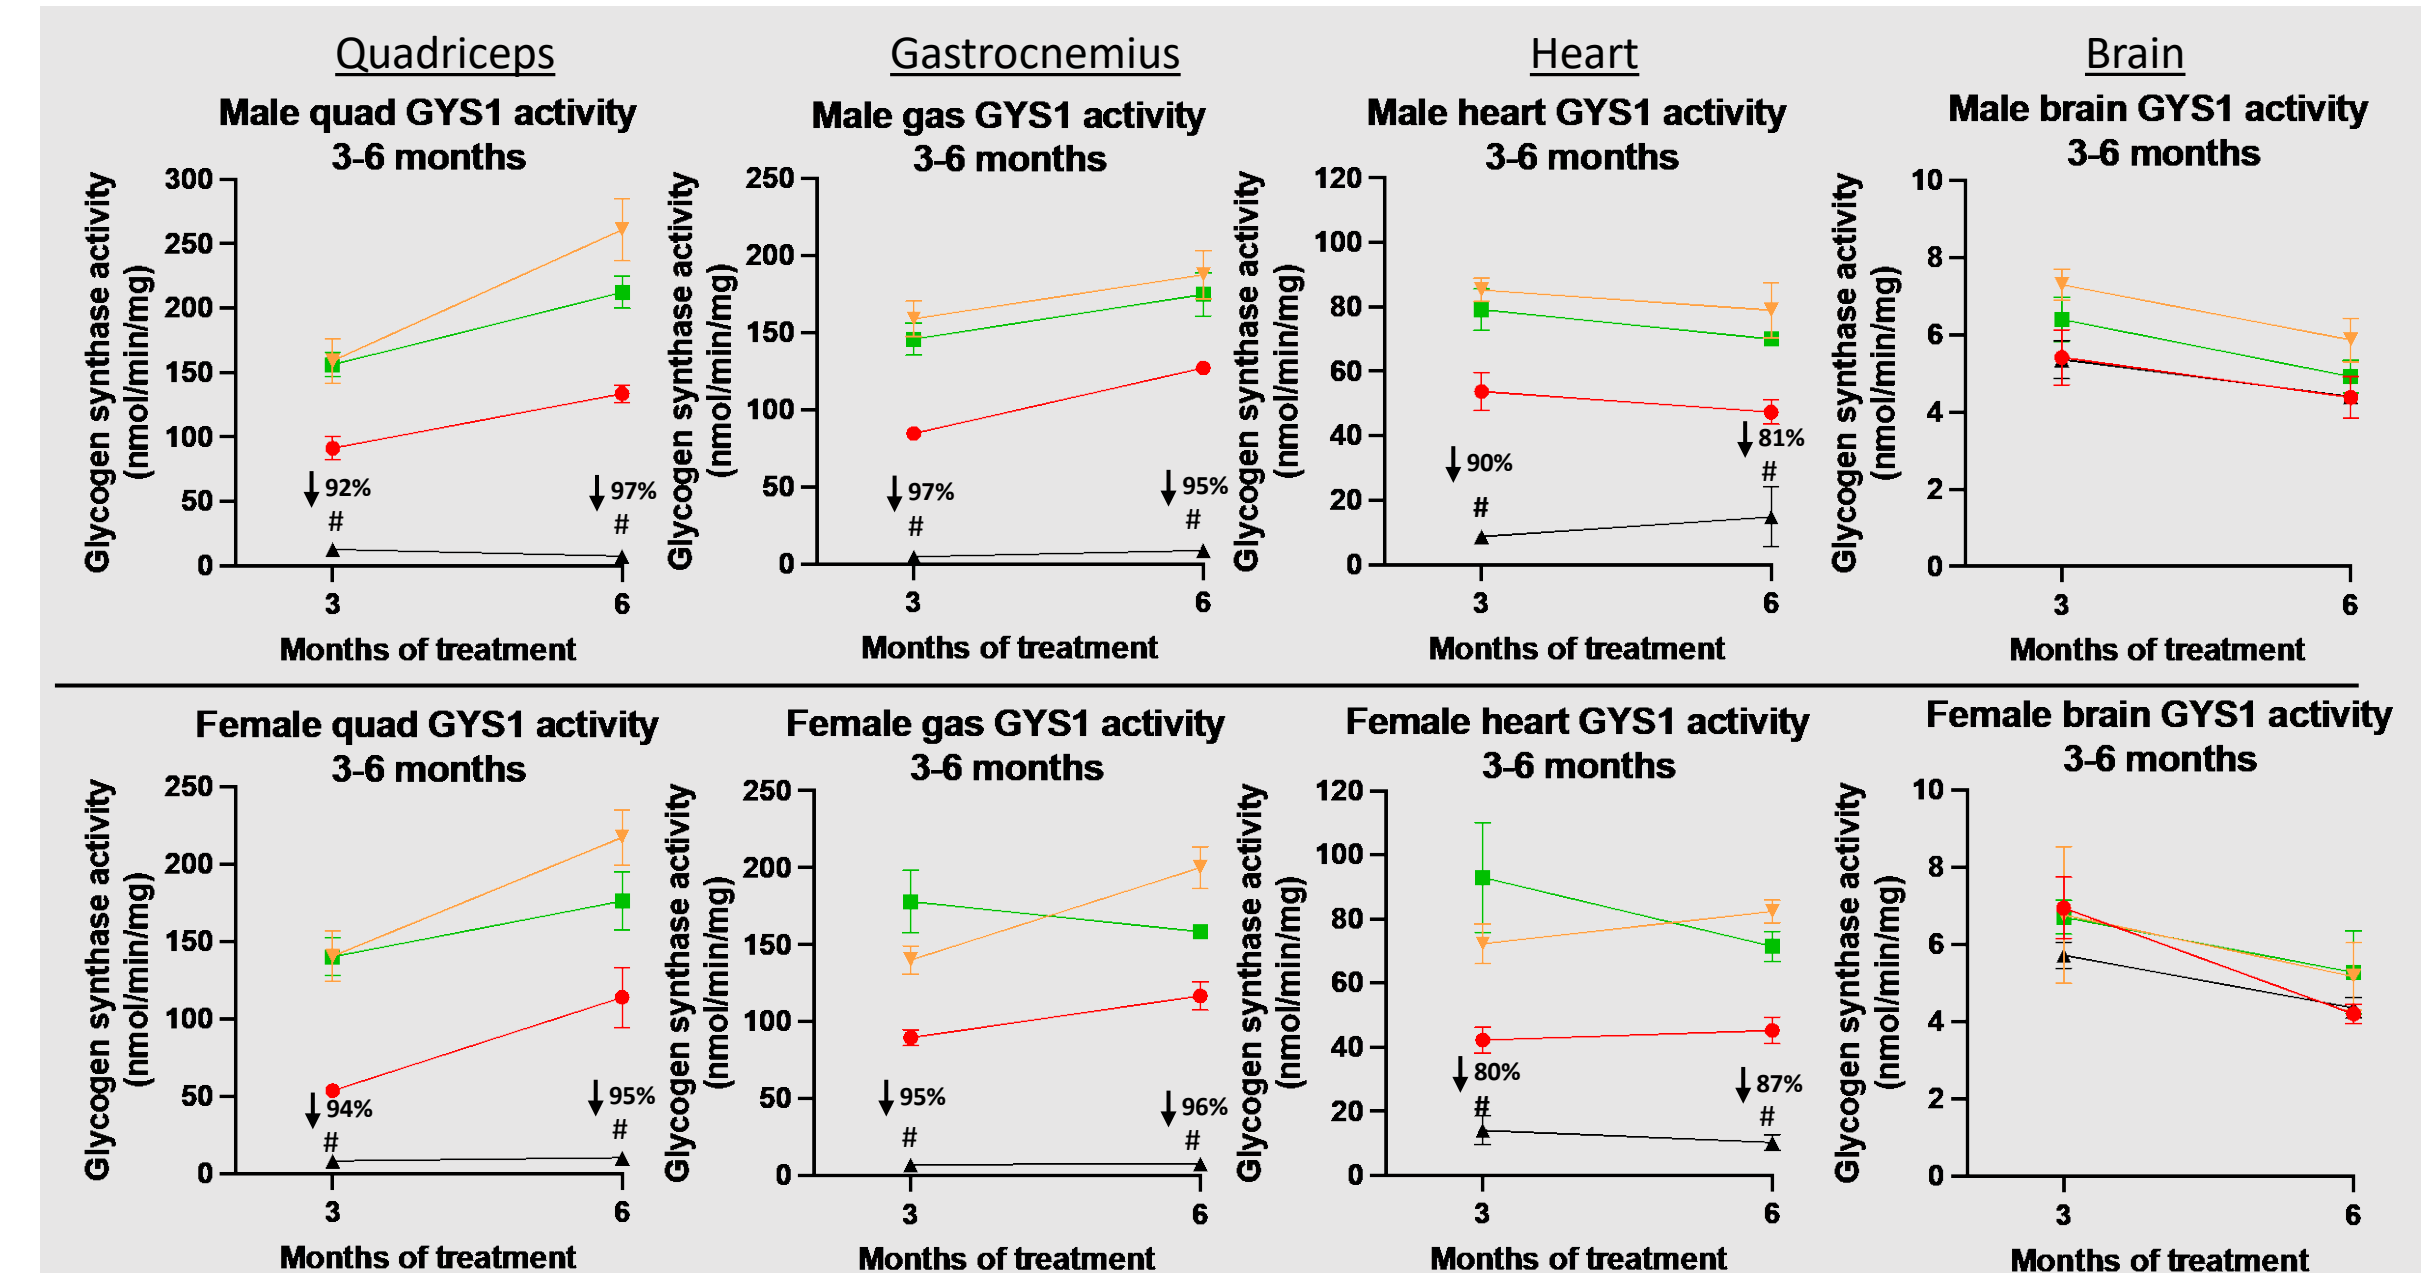 Quadriceps
Gastrocnemius
Heart
Brain
Male quad GYS1 activity
3-6 months
Glycogen synthase activity
(nmol/min/mg)
300
250
200
150
100
50
0
92%
#
97%
#
3
6
Months of treatment
Male gas GYS1 activity
3-6 months
Glycogen synthase activity
(nmol/min/mg)
250
200
150
100
50
0
97%
#
95%
#
3
6
Months of treatment
Male heart GYS1 activity
3-6 months
Glycogen synthase activity
(nmol/min/mg)
120
100
80
60
40
20
0
90%
#
81%
#
3
6
Months of treatment
Male brain GYS1 activity
3-6 months
Glycogen synthase activity
(nmol/min/mg)
10
8
6
4
2
0
3
6
Months of treatment
Female quad GYS1 activity
3-6 months
Glycogen synthase activity
(nmol/min/mg)
250
200
150
100
50
0
94%
#
95%
#
3
6
Months of treatment
Female gas GYS1 activity
3-6 months
Glycogen synthase activity
(nmol/min/mg)
250
200
150
100
50
0
95%
#
96%
#
3
6
Months of treatment
Female heart GYS1 activity
3-6 months
Glycogen synthase activity
(nmol/min/mg)
120
100
80
60
40
20
0
80%
#
87%
#
3
6
Months of treatment
Female brain GYS1 activity
3-6 months
Glycogen synthase activity
(nmol/min/mg)
10
8
6
4
2
0
3
6
Months of treatment